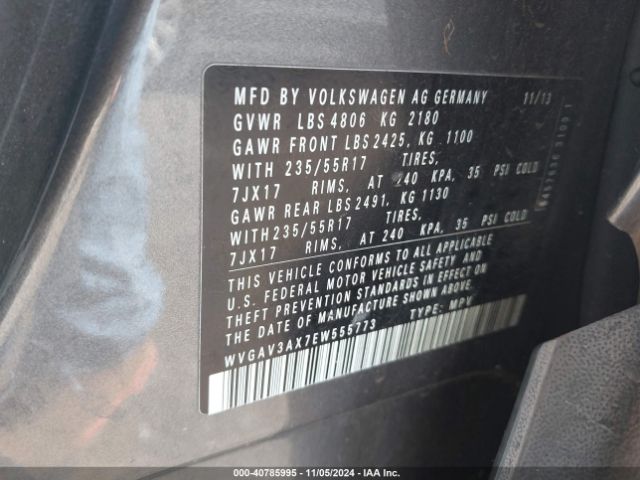 MFD BY VOLKSWAGEN AG GERMANY 11/13
GVWR LBS 4806 KG 2180
GAWR FRONT LBS 2425, KG 1100
WITH 235/55R17 TIRES,
7JX17 RIMS, AT 240 KPA, 35 PSI COLD
GAWR REAR LBS 2491, KG 1130
WITH 235/55R17 TIRES,
7JX17 RIMS, AT 240 KPA, 35 PSI COLD
THIS VEHICLE CONFORMS TO ALL APPLICABLE
U.S. FEDERAL MOTOR VEHICLE SAFETY AND
THEFT PREVENTION STANDARDS IN EFFECT ON
THE DATE OF MANUFACTURE SHOWN ABOVE.
WVGAV3AX7EW555773 TYPE: MPV
000-40785995 - 11/05/2024 - IAA Inc.